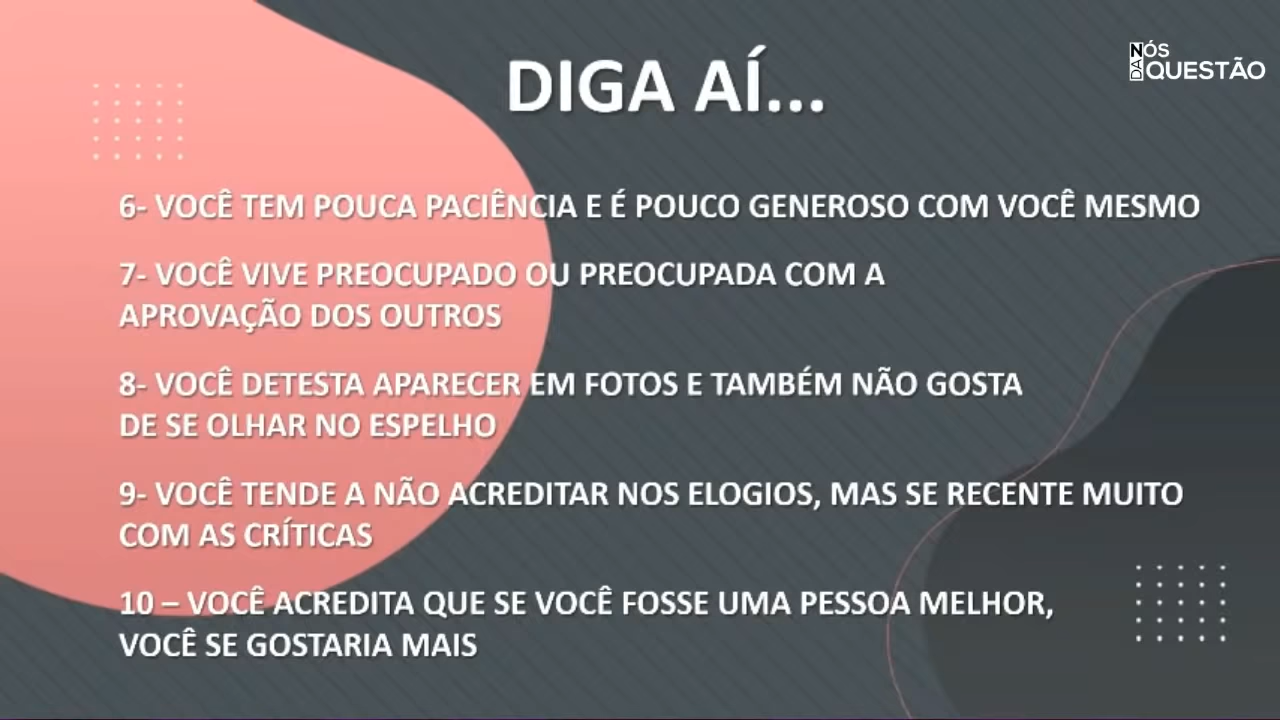 DIGA AÍ...
NÓS
DA QUESTÃO
6- VOCÊ TEM POUCA PACIÊNCIA E É POUCO GENEROSO COM VOCÊ MESMO
7- VOCÊ VIVE PREOCUPADO OU PREOCUPADA COM A
APROVAÇÃO DOS OUTROS
8- VOCÊ DETESTA APARECER EM FOTOS E TAMBÉM NÃO GOSTA
DE SE OLHAR NO ESPELHO
9- VOCÊ TENDE A NÃO ACREDITAR NOS ELOGIOS, MAS SE RECENTE MUITO
COM AS CRÍTICAS
10 – VOCÊ ACREDITA QUE SE VOCÊ FOSSE UMA PESSOA MELHOR,
VOCÊ SE GOSTARIA MAIS